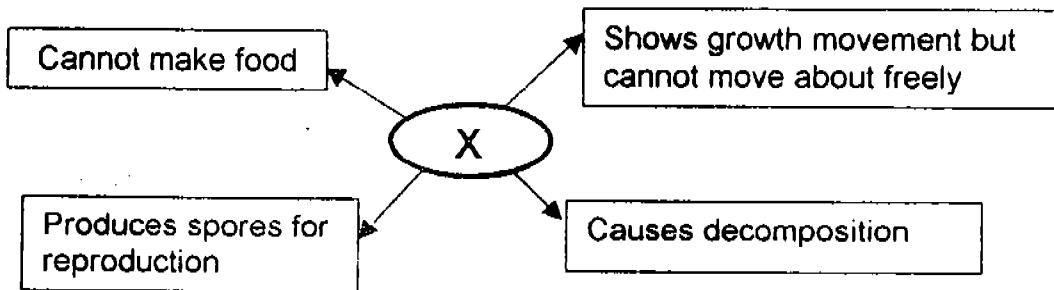 Cannot make food
Shows growth movement but
cannot move about freely
X
Produces spores for
reproduction
Causes decomposition